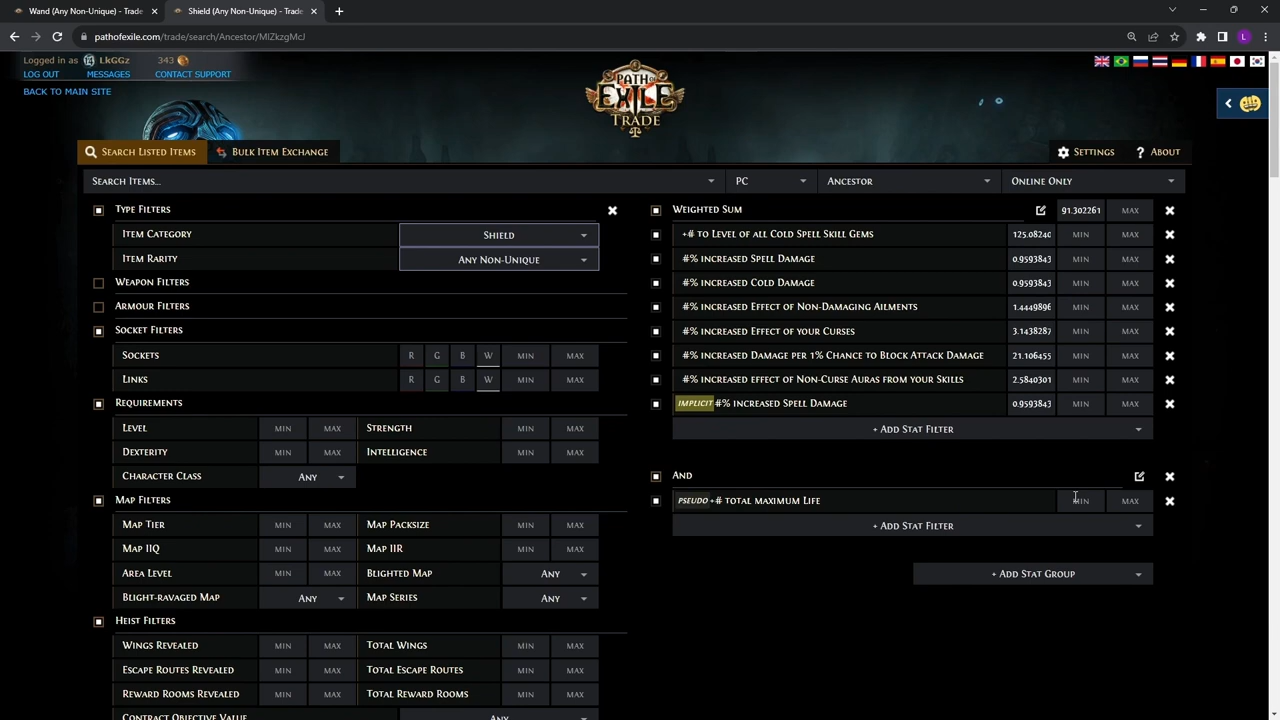 Wand (Any Non-Unique) - Trade
Shield (Any Non-Unique) - Trade
pathofexile.com/trade/search/Ancestor/MlZkzgMcJ
L
Logged in as LkGGz 343
LOG OUT MESSAGES CONTACT SUPPORT
BACK TO MAIN SITE
PATH OF EXILE TRADE
Search Listed Items
Bulk Item Exchange
Settings
? About
Search Items...
PC
Ancestor
Online Only
Type Filters
Item Category Shield
Item Rarity Any Non-Unique
Weapon Filters
Armour Filters
Socket Filters
Sockets R G B W MIN MAX
Links R G B W MIN MAX
Requirements
Level MIN MAX Strength MIN MAX
Dexterity MIN MAX Intelligence MIN MAX
Character Class Any
Map Filters
Map Tier MIN MAX Map Packsize MIN MAX
Map IIQ MIN MAX Map IIR MIN MAX
Area Level MIN MAX Blighted Map Any
Blight-ravaged Map Any Map Series Any
Heist Filters
Wings Revealed MIN MAX Total Wings MIN MAX
Escape Routes Revealed MIN MAX Total Escape Routes MIN MAX
Reward Rooms Revealed MIN MAX Total Reward Rooms MIN MAX
Contract Objective Value Any
Weighted Sum 91.302261 MAX
+# to Level of all Cold Spell Skill Gems 125.08240 MIN MAX
#% increased Spell Damage 0.9593843 MIN MAX
#% increased Cold Damage 0.9593843 MIN MAX
#% increased Effect of Non-Damaging Ailments 1.4449896 MIN MAX
#% increased Effect of your Curses 3.1438287 MIN MAX
#% increased Damage per 1% Chance to Block Attack Damage 21.106455 MIN MAX
#% increased effect of Non-Curse Auras from your Skills 2.5840301 MIN MAX
IMPLICIT #% increased Spell Damage 0.9593843 MIN MAX
+ Add Stat Filter
And
PSEUDO +# total maximum Life MIN MAX
+ Add Stat Filter
+ Add Stat Group